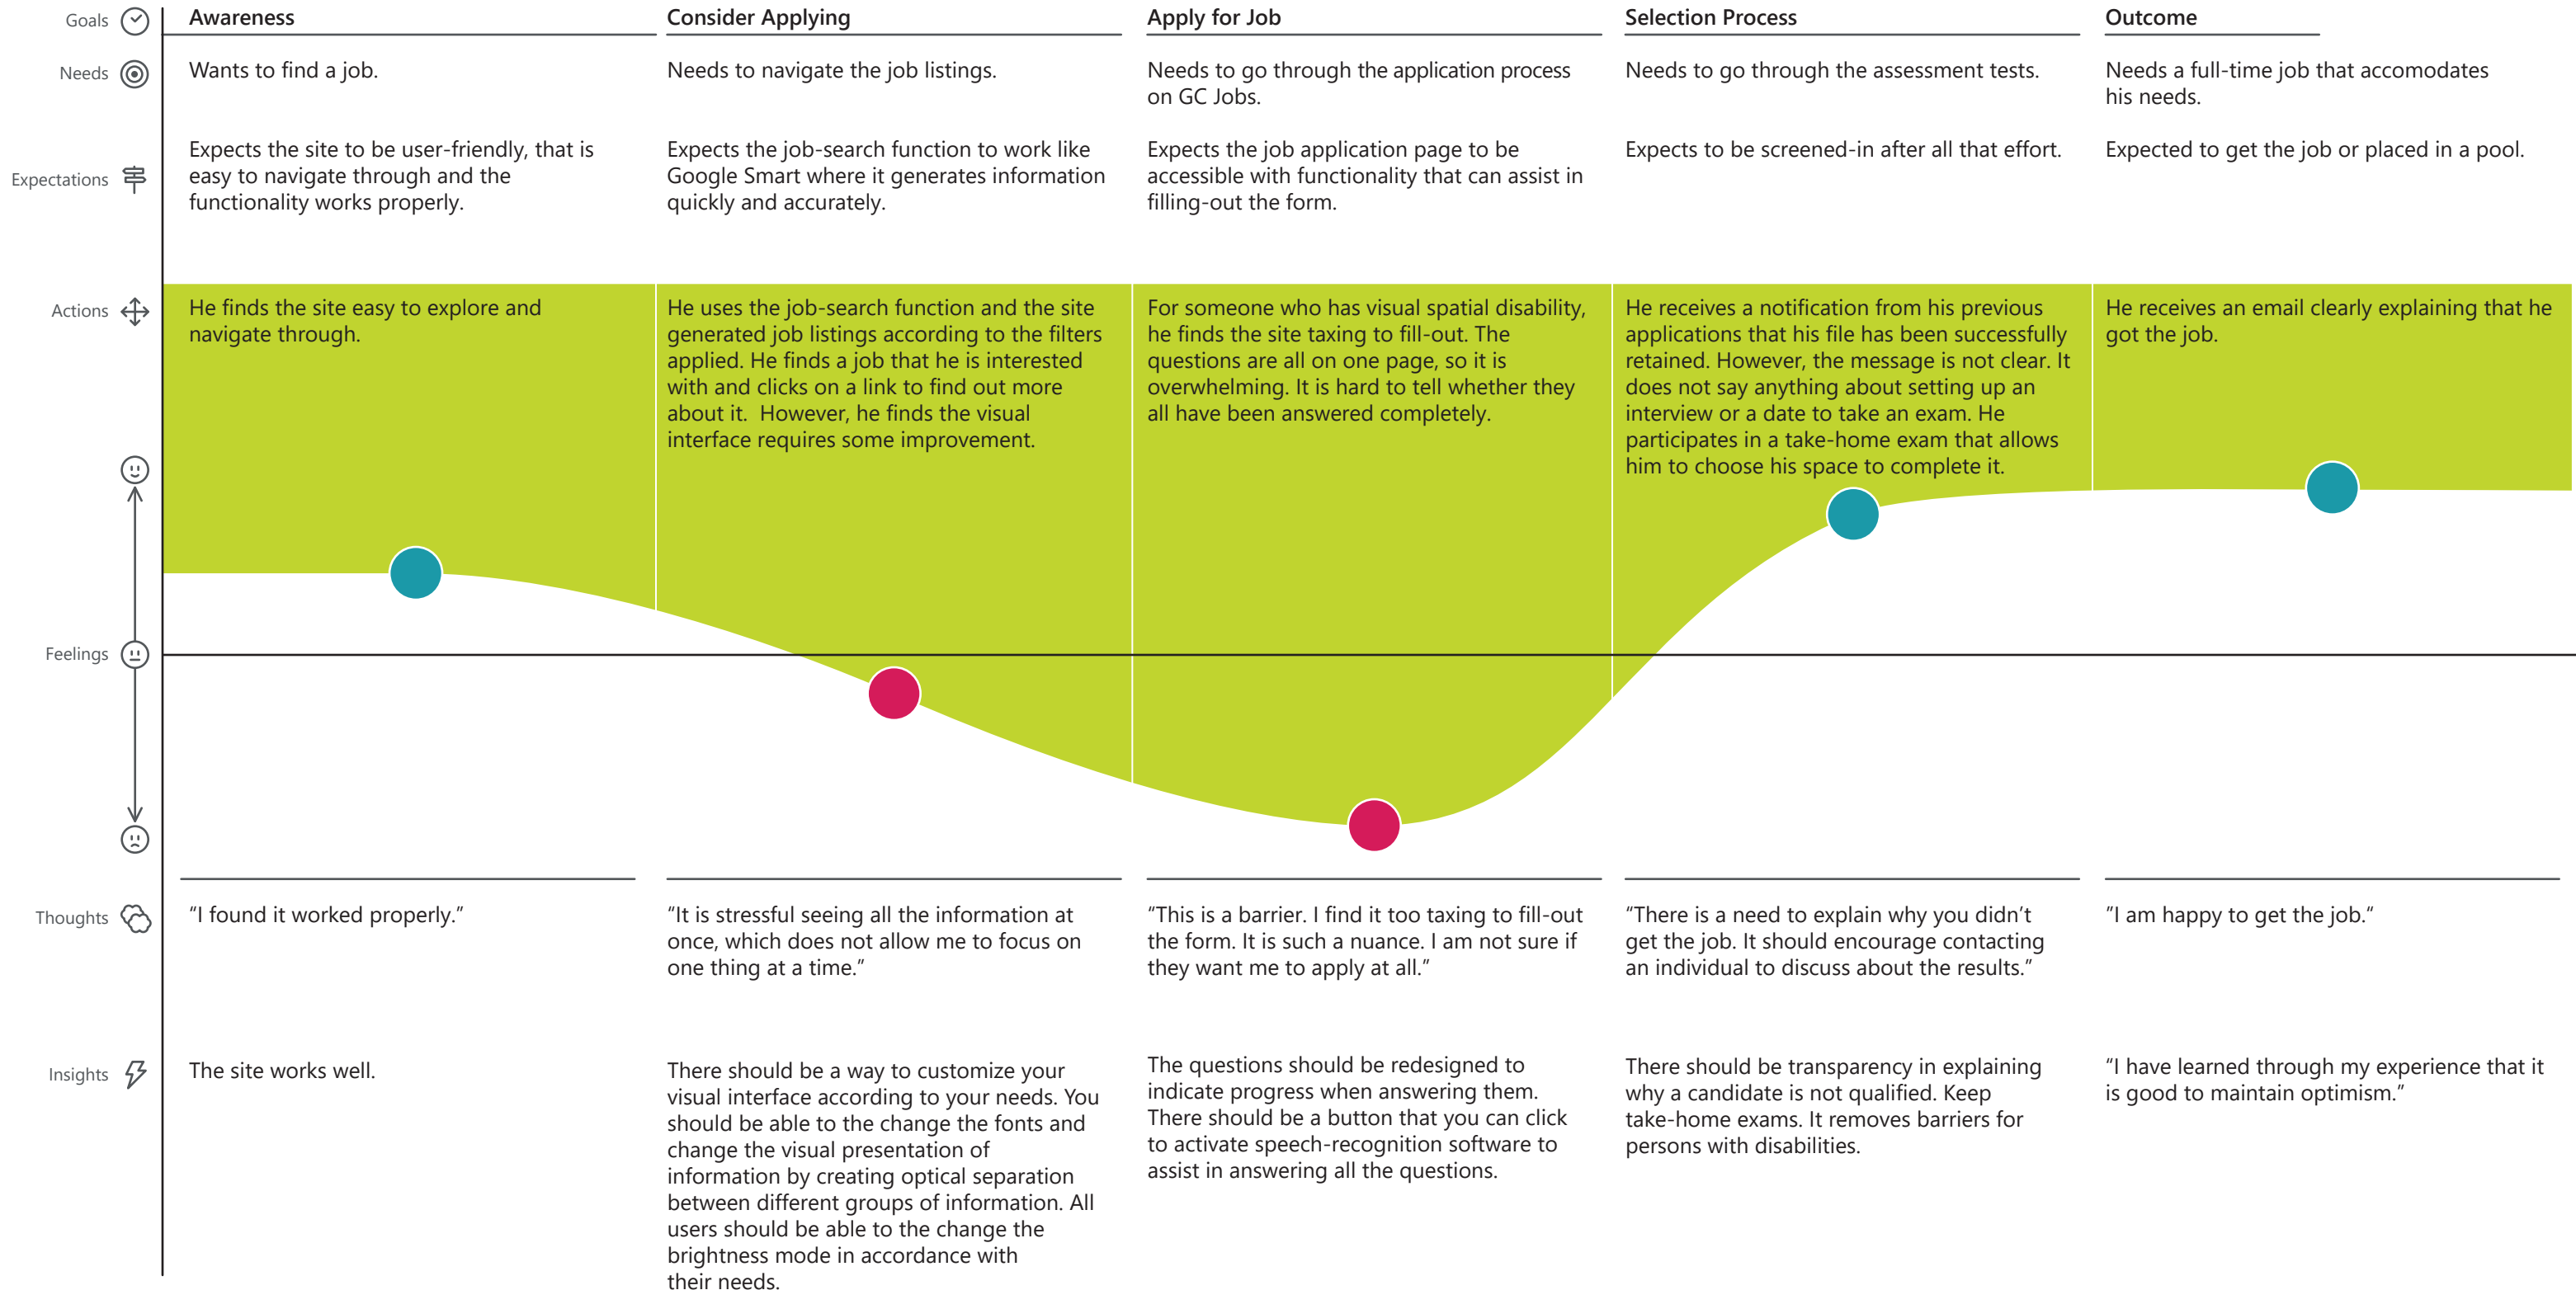 Goals
Awareness
Consider Applying
Apply for Job
Selection Process
Outcome
Needs
Wants to find a job.
Needs to navigate the job listings.
Needs to go through the application process
on GC Jobs.
Needs to go through the assessment tests.
Needs a full-time job that accomodates
his needs.
Expectations
Expects the site to be user-friendly, that is
easy to navigate through and the
functionality works properly.
Expects the job-search function to work like
Google Smart where it generates information
quickly and accurately.
Expects the job application page to be
accessible with functionality that can assist in
filling-out the form.
Expects to be screened-in after all that effort.
Expected to get the job or placed in a pool.
Actions
He finds the site easy to explore and
navigate through.
He uses the job-search function and the site
generated job listings according to the filters
applied. He finds a job that he is interested
with and clicks on a link to find out more
about it.  However, he finds the visual
interface requires some improvement.
For someone who has visual spatial disability,
he finds the site taxing to fill-out. The
questions are all on one page, so it is
overwhelming. It is hard to tell whether they
all have been answered completely.
He receives a notification from his previous
applications that his file has been successfully
retained. However, the message is not clear. It
does not say anything about setting up an
interview or a date to take an exam. He
participates in a take-home exam that allows
him to choose his space to complete it.
He receives an email clearly explaining that he
got the job.
Feelings
Thoughts
“I found it worked properly.”
“It is stressful seeing all the information at
once, which does not allow me to focus on
one thing at a time.”
“This is a barrier. I find it too taxing to fill-out
the form. It is such a nuance. I am not sure if
they want me to apply at all.”
“There is a need to explain why you didn’t
get the job. It should encourage contacting
an individual to discuss about the results.”
”I am happy to get the job.“
Insights
The site works well.
There should be a way to customize your
visual interface according to your needs. You
should be able to the change the fonts and
change the visual presentation of
information by creating optical separation
between different groups of information. All
users should be able to the change the
brightness mode in accordance with
their needs.
The questions should be redesigned to
indicate progress when answering them.
There should be a button that you can click
to activate speech-recognition software to
assist in answering all the questions.
There should be transparency in explaining
why a candidate is not qualified. Keep
take-home exams. It removes barriers for
persons with disabilities.
“I have learned through my experience that it
is good to maintain optimism.”